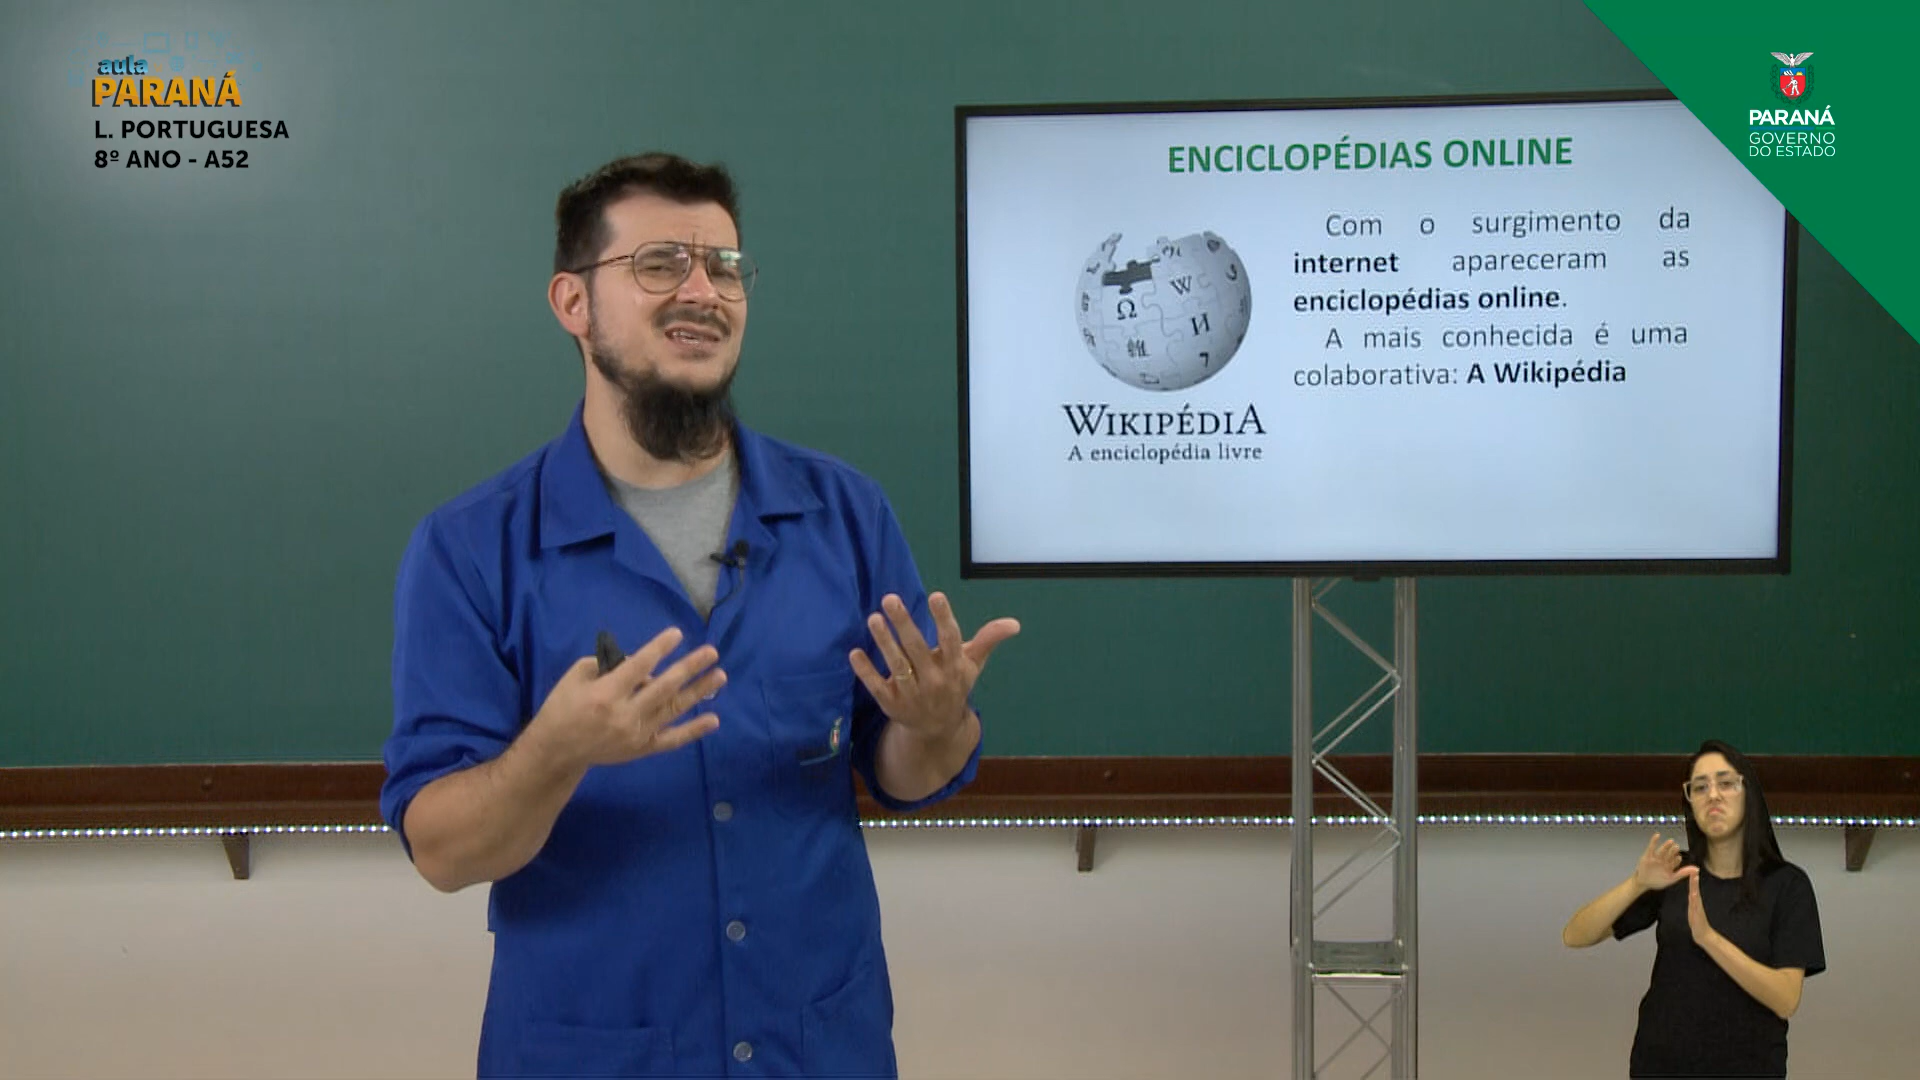 aula
PARANÁ
L. PORTUGUESA
8º ANO - A52
PARANÁ
GOVERNO
DO ESTADO
ENCICLOPÉDIAS ONLINE
Com o surgimento da
internet apareceram as
enciclopédias online.
A mais conhecida é uma
colaborativa: A Wikipédia
Ω
W
И
WIKIPÉDIA
A enciclopédia livre